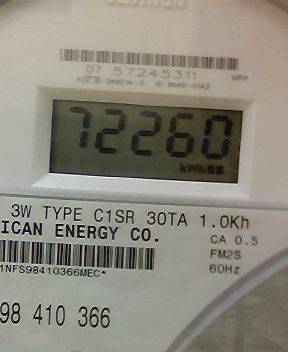 07 57245311
72260
kWh
3W TYPE C1SR 30TA 1.0Kh
ICAN ENERGY CO.
CA 0.5
FM2S
1NFS98410366MEC*
60Hz
98 410 366